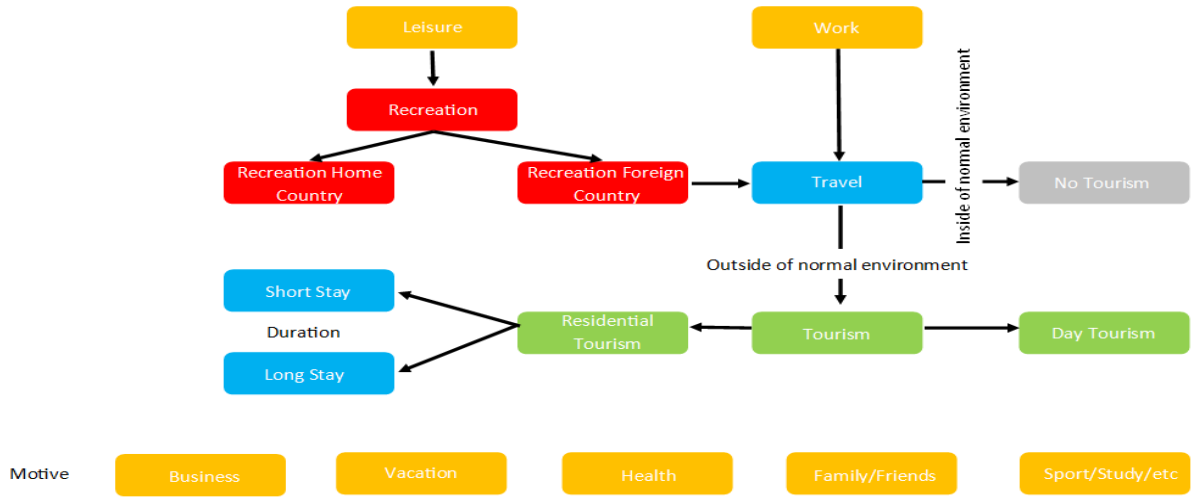 Leisure
Work
Recreation
Inside of normal environment
Recreation Home
Country
Recreation Foreign
Country
Travel
No Tourism
Outside of normal environment
Short Stay
Duration
Long Stay
Residential
Tourism
Tourism
Day Tourism
Motive
Business
Vacation
Health
Family/Friends
Sport/Study/etc